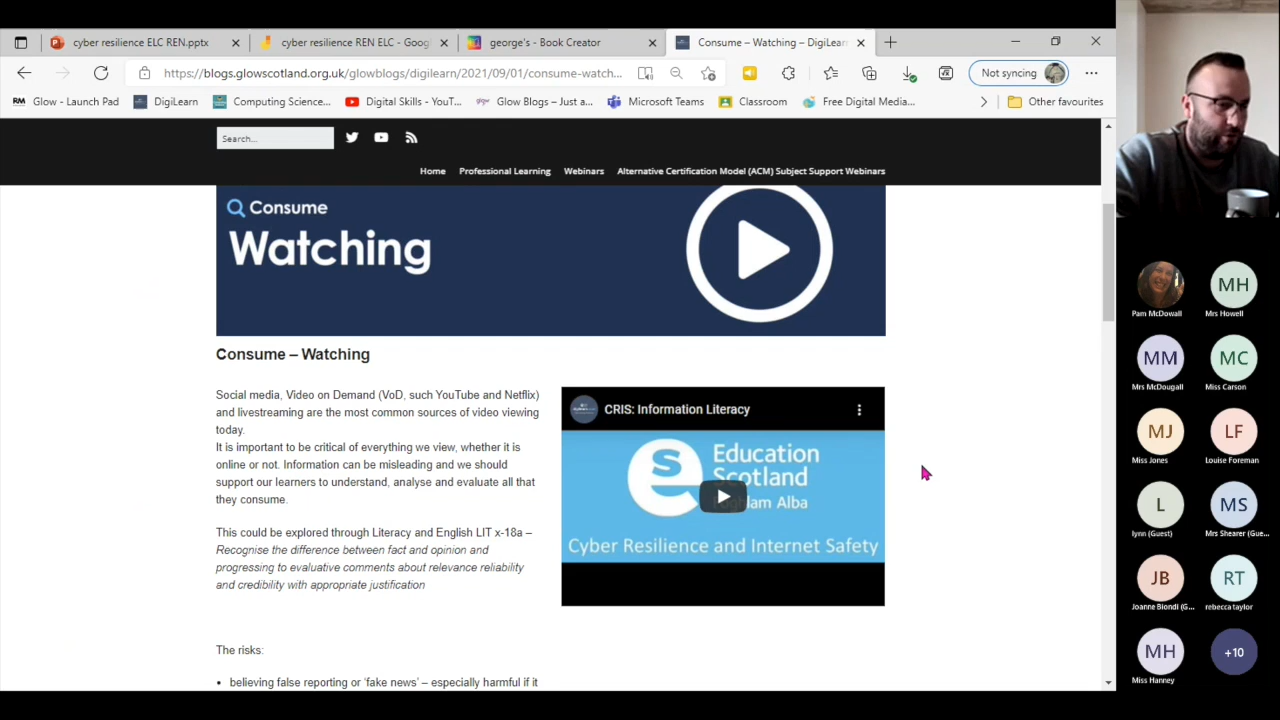 cyber resilience ELC REN.pptx
cyber resilience REN ELC - Goog
george's - Book Creator
Consume – Watching – DigiLearn
https://blogs.glowscotland.org.uk/glowblogs/digilearn/2021/09/01/consume-watch...
Not syncing
Glow - Launch Pad
DigiLearn
Computing Science...
Digital Skills - YouT...
Glow Blogs – Just a...
Microsoft Teams
Classroom
Free Digital Media...
Other favourites
Search...
Home
Professional Learning
Webinars
Alternative Certification Model (ACM) Subject Support Webinars
Consume
Watching
Consume – Watching
Social media, Video on Demand (VoD, such YouTube and Netflix)
and livestreaming are the most common sources of video viewing
today.
It is important to be critical of everything we view, whether it is
online or not. Information can be misleading and we should
support our learners to understand, analyse and evaluate all that
they consume.
This could be explored through Literacy and English LIT x-18a –
Recognise the difference between fact and opinion and
progressing to evaluative comments about relevance reliability
and credibility with appropriate justification
The risks:
• believing false reporting or 'fake news' – especially harmful if it
CRIS: Information Literacy
Education
Scotland
Alba
Cyber Resilience and Internet Safety
Pam McDowall
MH
Mrs Howell
MM
Mrs McDougall
MC
Miss Carson
MJ
Miss Jones
LF
Louise Foreman
L
lynn (Guest)
MS
Mrs Shearer (Gue...
JB
Joanne Biondi (G...
RT
rebecca taylor
MH
Miss Hanney
+10